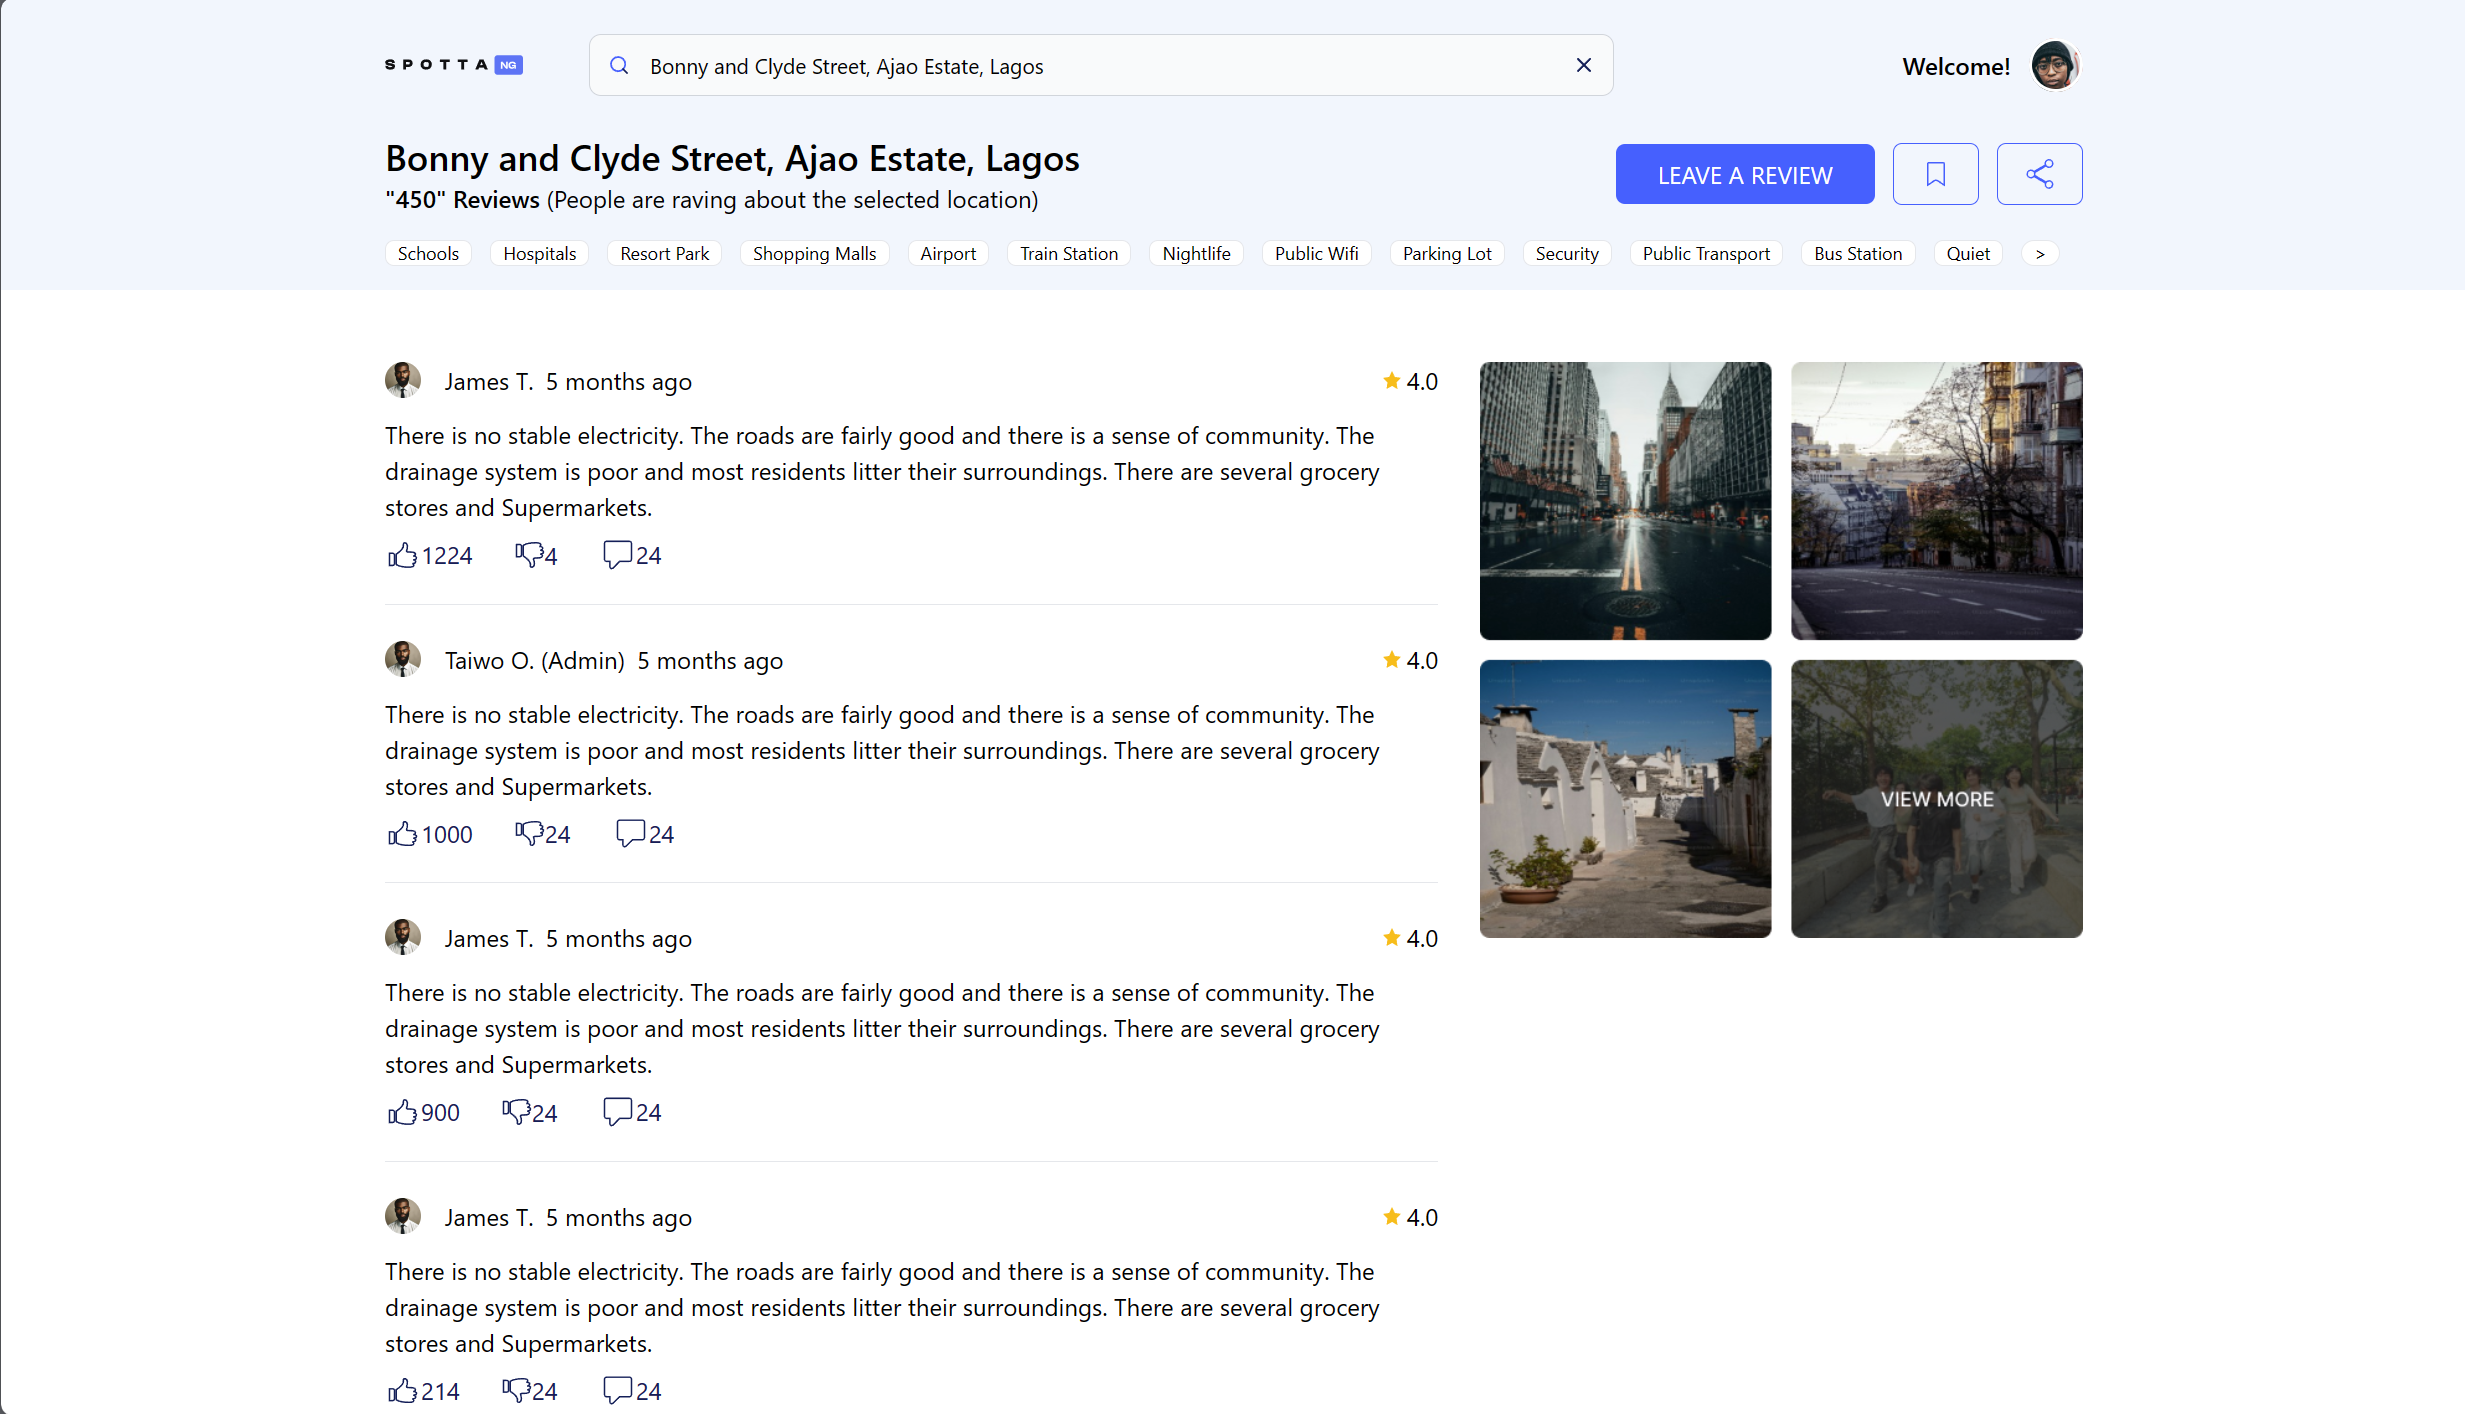 SPOTTA NG
Bonny and Clyde Street, Ajao Estate, Lagos
Welcome!
Bonny and Clyde Street, Ajao Estate, Lagos
"450" Reviews (People are raving about the selected location)
LEAVE A REVIEW
Schools Hospitals Resort Park Shopping Malls Airport Train Station Nightlife Public Wifi Parking Lot Security Public Transport Bus Station Quiet >
James T. 5 months ago 4.0
There is no stable electricity. The roads are fairly good and there is a sense of community. The
drainage system is poor and most residents litter their surroundings. There are several grocery
stores and Supermarkets.
1224 4 24
Taiwo O. (Admin) 5 months ago 4.0
There is no stable electricity. The roads are fairly good and there is a sense of community. The
drainage system is poor and most residents litter their surroundings. There are several grocery
stores and Supermarkets.
1000 24 24
James T. 5 months ago 4.0
There is no stable electricity. The roads are fairly good and there is a sense of community. The
drainage system is poor and most residents litter their surroundings. There are several grocery
stores and Supermarkets.
900 24 24
James T. 5 months ago 4.0
There is no stable electricity. The roads are fairly good and there is a sense of community. The
drainage system is poor and most residents litter their surroundings. There are several grocery
stores and Supermarkets.
214 24 24
VIEW MORE